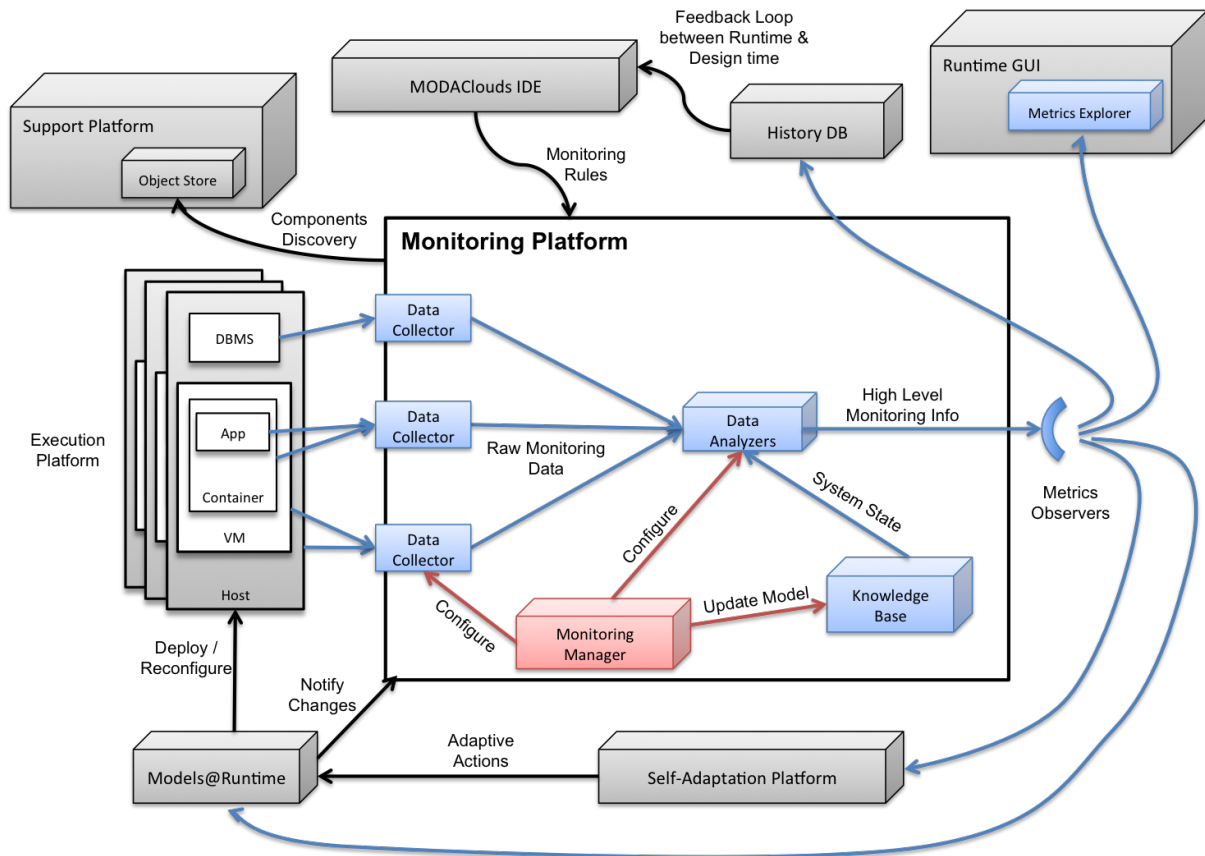 Feedback Loop
between Runtime &
Design time
Runtime GUI
Metrics Explorer
MODAClouds IDE
History DB
Support Platform
Object Store
Monitoring
Rules
Components
Discovery
Monitoring Platform
Execution
Platform
DBMS
App
Container
VM
Host
Data
Collector
Data
Collector
Data
Collector
Raw Monitoring
Data
Data
Analyzers
High Level
Monitoring Info
Metrics
Observers
Configure
System State
Configure
Update Model
Monitoring
Manager
Knowledge
Base
Deploy /
Reconfigure
Notify
Changes
Models@Runtime
Adaptive
Actions
Self-Adaptation Platform